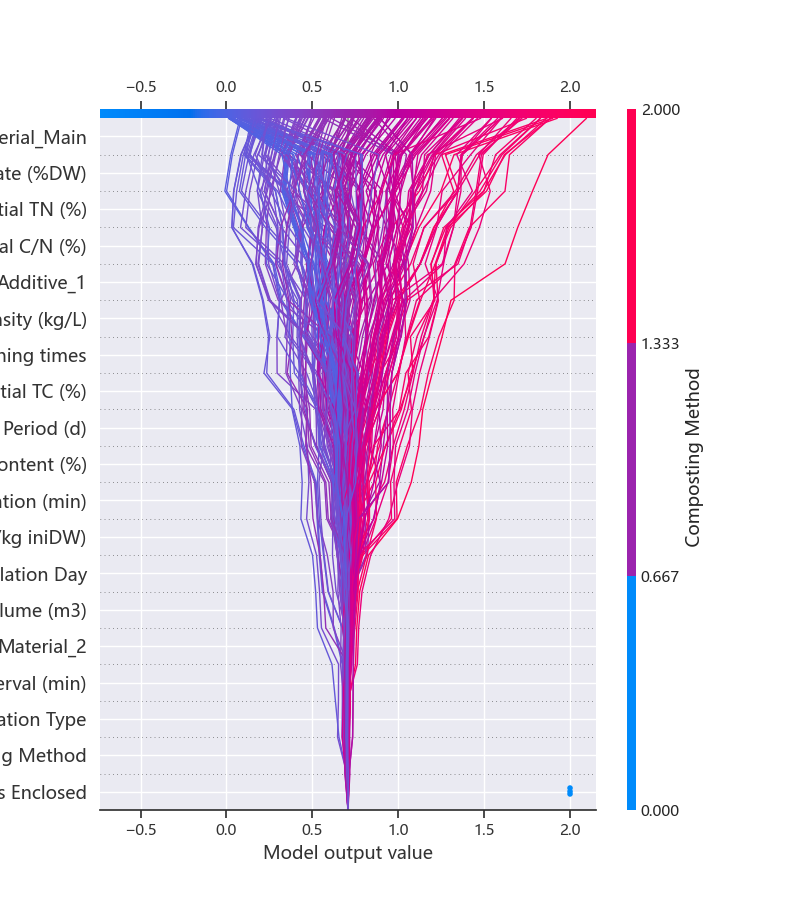 −0.5 0.0 0.5 1.0 1.5 2.0
erial_Main
ate (%DW)
tial TN (%)
al C/N (%)
Additive_1
nsity (kg/L)
ning times
tial TC (%)
Period (d)
ontent (%)
ation (min)
/kg iniDW)
lation Day
lume (m3)
Material_2
erval (min)
ation Type
g Method
s Enclosed
−0.5 0.0 0.5 1.0 1.5 2.0
Model output value
2.000
1.333
0.667
0.000
Composting Method